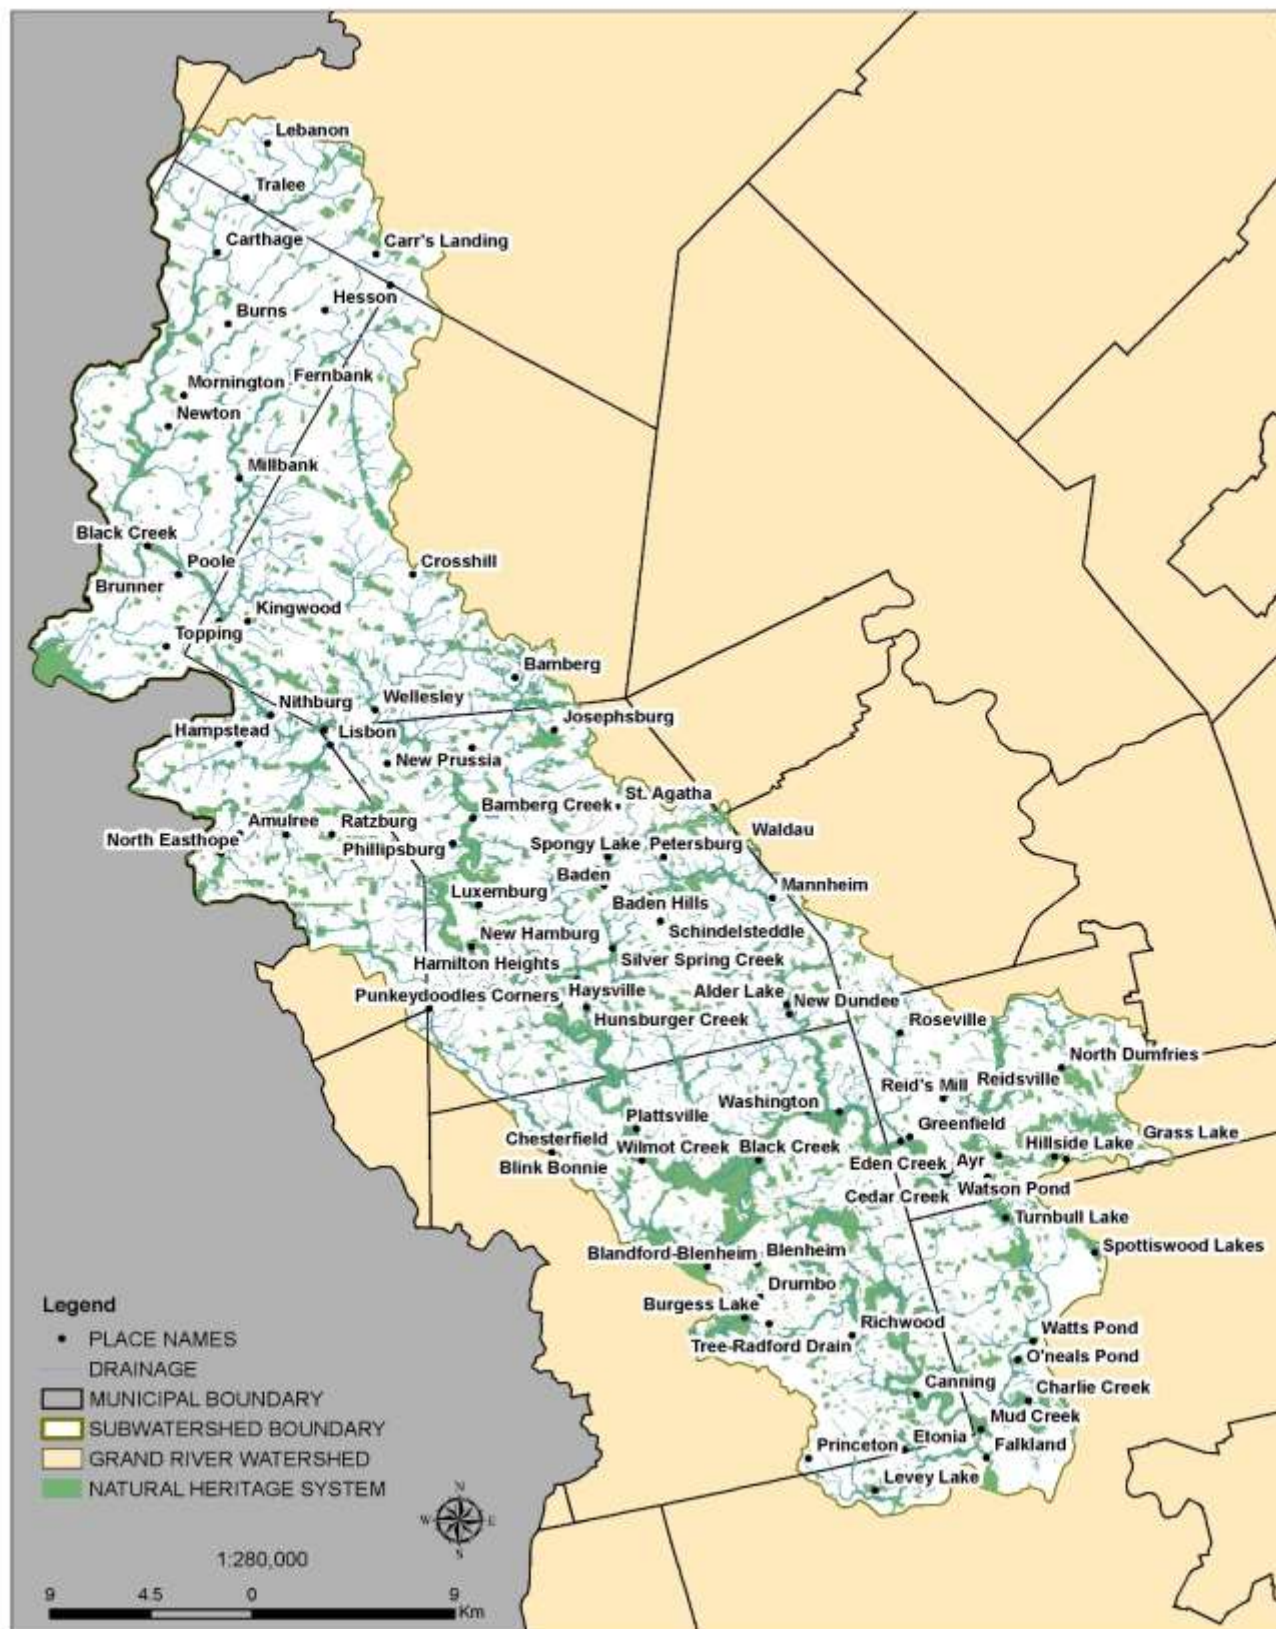 Lebanon
Tralee
Carthage
Carr's Landing
Hesson
Burns
Fernbank
Mornington
Newton
Millbank
Black Creek
Poole
Crosshill
Brunner
Kingwood
Topping
Bamberg
Nithburg
Wellesley
Hampstead
Lisbon
Josephsburg
New Prussia
St. Agatha
Bamberg Creek
Amulree
Ratzburg
Waldau
North Easthope
Phillipsburg
Spongy Lake
Petersburg
Baden
Mannheim
Luxemburg
Baden Hills
New Hamburg
Schindelsteddle
Hamilton Heights
Silver Spring Creek
Punkeydoodles Corners
Haysville
Alder Lake
New Dundee
Hunsburger Creek
Roseville
North Dumfries
Reid's Mill
Reidsville
Washington
Plattsville
Greenfield
Grass Lake
Chesterfield
Wilmot Creek
Black Creek
Hillside Lake
Blink Bonnie
Eden Creek
Ayr
Cedar Creek
Watson Pond
Turnbull Lake
Blandford-Blenheim
Blenheim
Spottiswood Lakes
Drumbo
Burgess Lake
Richwood
Watts Pond
Tree-Radford Drain
O'neals Pond
Canning
Charlie Creek
Mud Creek
Etonia
Princeton
Falkland
Levey Lake
Legend
PLACE NAMES
DRAINAGE
MUNICIPAL BOUNDARY
SUBWATERSHED BOUNDARY
GRAND RIVER WATERSHED
NATURAL HERITAGE SYSTEM
N
W E
S
1:280,000
9 4.5 0 9
Km